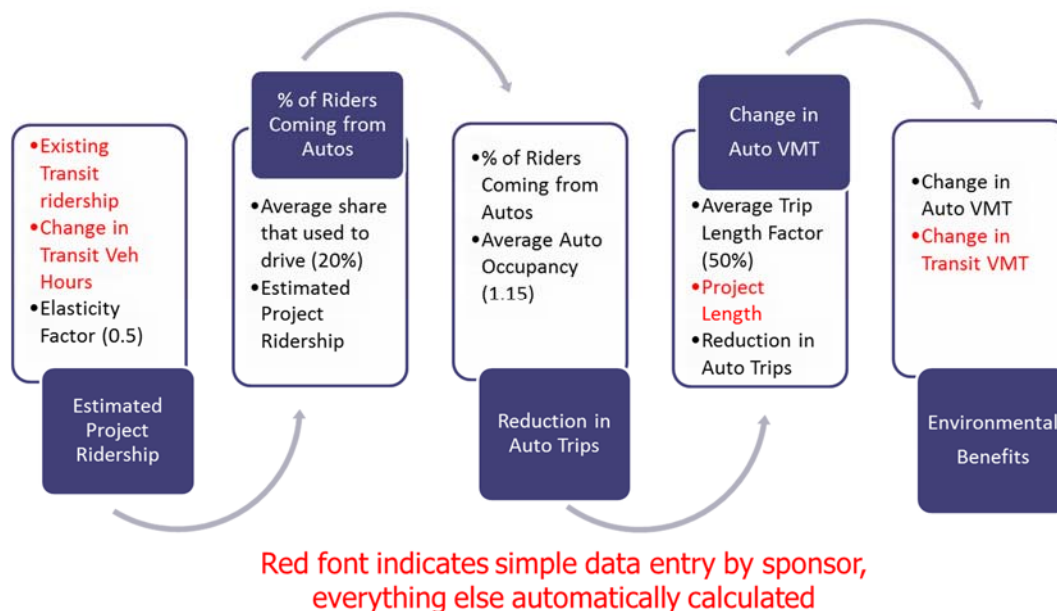 •Existing
Transit
ridership
•Change in
Transit Veh
Hours
•Elasticity
Factor (0.5)
Estimated
Project
Ridership
% of Riders
Coming from
Autos
•Average share
that used to
drive (20%)
•Estimated
Project
Ridership
•% of Riders
Coming from
Autos
•Average Auto
Occupancy
(1.15)
Reduction in
Auto Trips
Change in
Auto VMT
•Average Trip
Length Factor
(50%)
•Project
Length
•Reduction in
Auto Trips
•Change in
Auto VMT
•Change in
Transit VMT
Environmental
Benefits
Red font indicates simple data entry by sponsor,
everything else automatically calculated